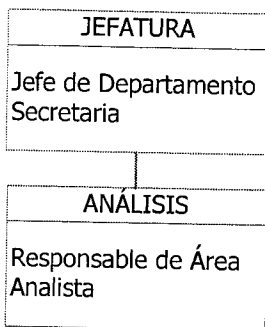 JEFATURA
Jefe de Departamento
Secretaria
ANÁLISIS
Responsable de Área
Analista